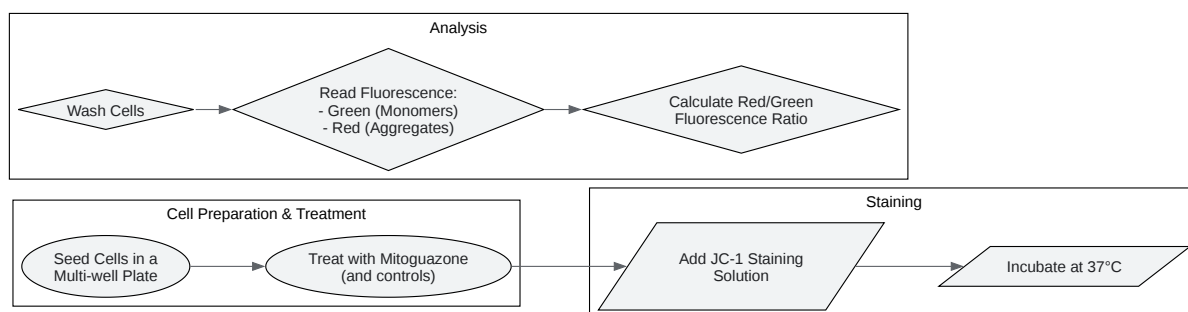 Analysis
Wash Cells
Read Fluorescence:
- Green (Monomers)
- Red (Aggregates)
Calculate Red/Green
Fluorescence Ratio
Cell Preparation & Treatment
Seed Cells in a
Multi-well Plate
Treat with Mitoguazone
(and controls)
Staining
Add JC-1 Staining
Solution
Incubate at 37°C